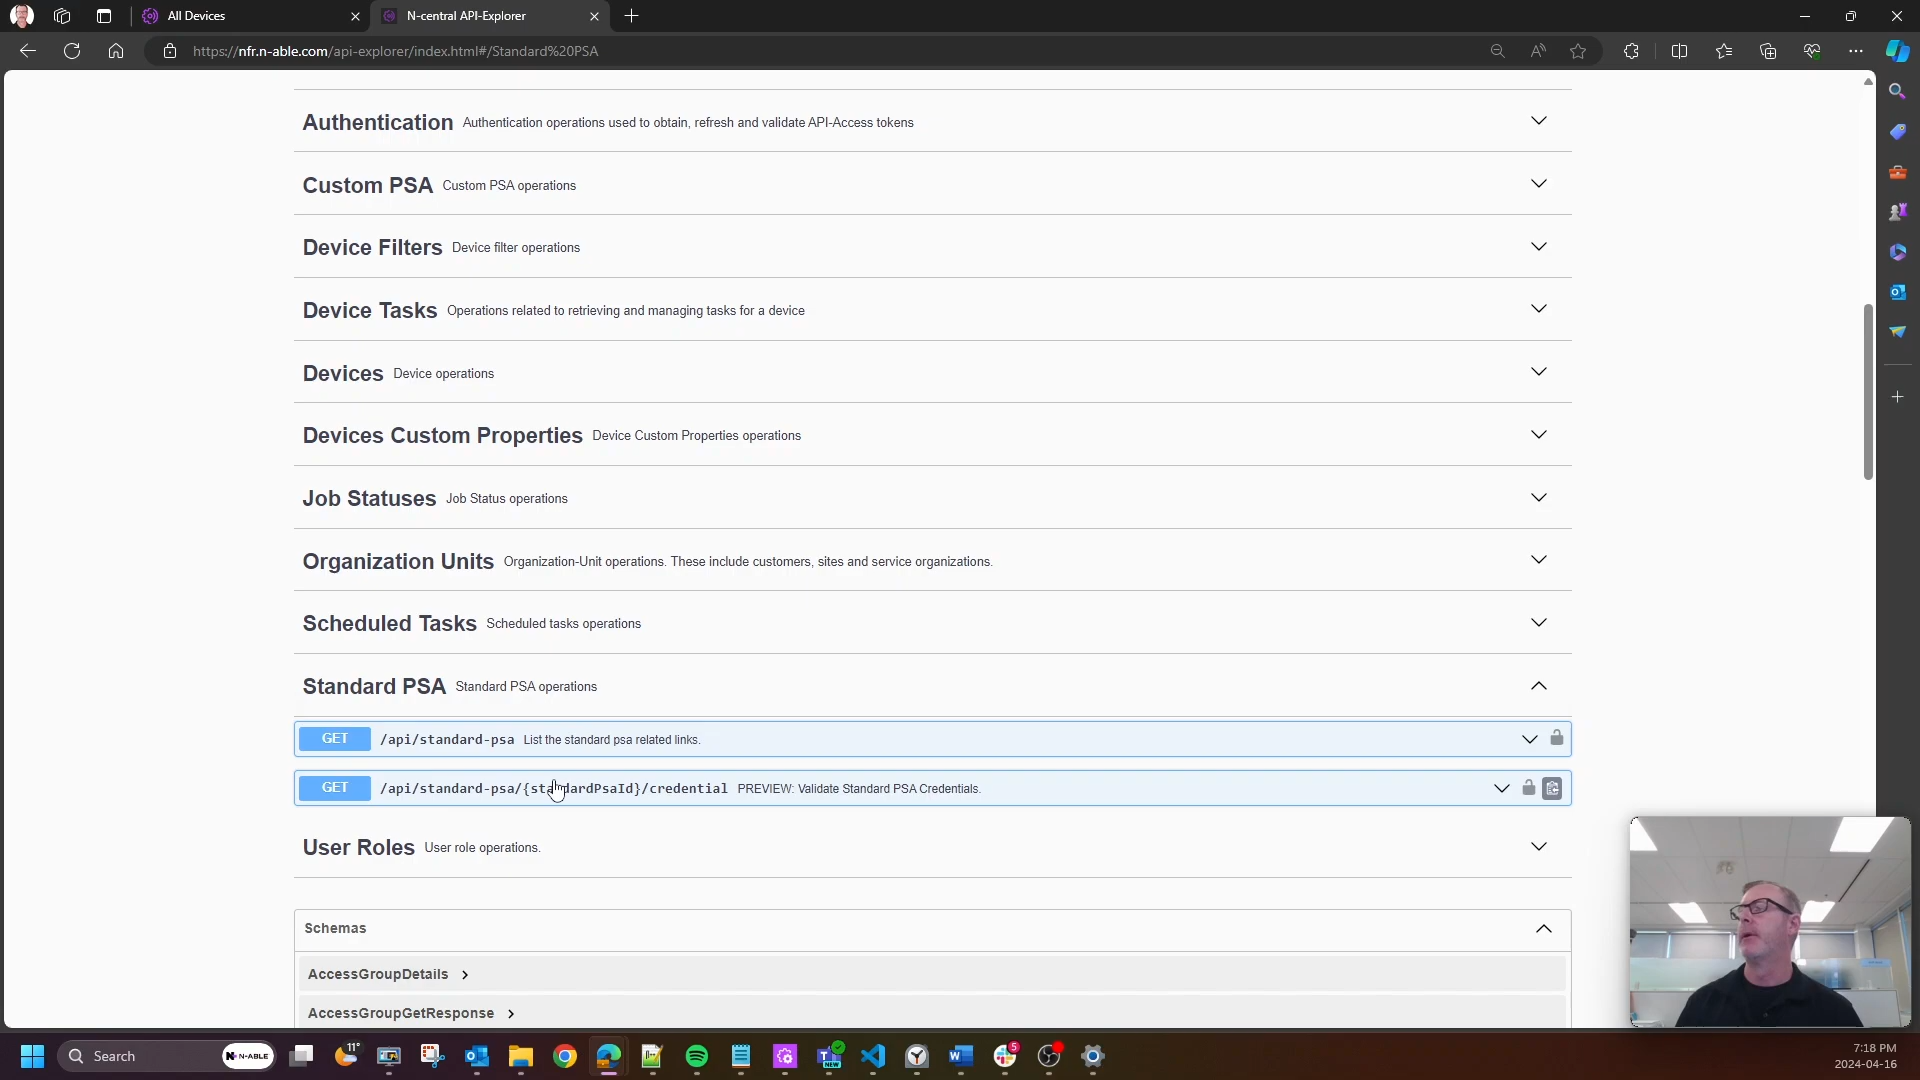 All Devices
N-central API-Explorer
https://nfr.n-able.com/api-explorer/index.html#/Standard%20PSA
Authentication Authentication operations used to obtain, refresh and validate API-Access tokens
Custom PSA Custom PSA operations
Device Filters Device filter operations
Device Tasks Operations related to retrieving and managing tasks for a device
Devices Device operations
Devices Custom Properties Device Custom Properties operations
Job Statuses Job Status operations
Organization Units Organization-Unit operations. These include customers, sites and service organizations.
Scheduled Tasks Scheduled tasks operations
Standard PSA Standard PSA operations
GET /api/standard-psa List the standard psa related links.
GET /api/standard-psa/{standardPsaId}/credential PREVIEW: Validate Standard PSA Credentials.
User Roles User role operations.
Schemas
AccessGroupDetails
AccessGroupGetResponse
Search
N-ABLE
11°
NEW
5
7:18 PM
2024-04-16